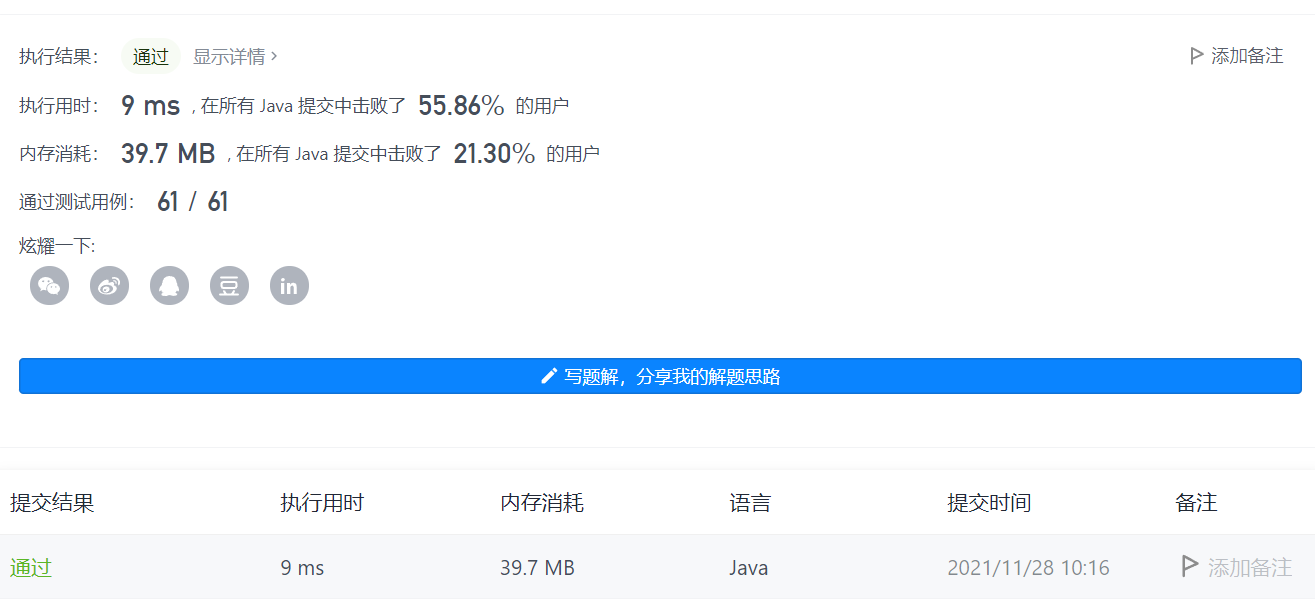 执行结果： 通过 显示详情 > 添加备注
执行用时： 9 ms , 在所有 Java 提交中击败了 55.86% 的用户
内存消耗： 39.7 MB , 在所有 Java 提交中击败了 21.30% 的用户
通过测试用例： 61 / 61
炫耀一下:
豆 in
写题解，分享我的解题思路
提交结果 执行用时 内存消耗 语言 提交时间 备注
通过 9 ms 39.7 MB Java 2021/11/28 10:16 添加备注